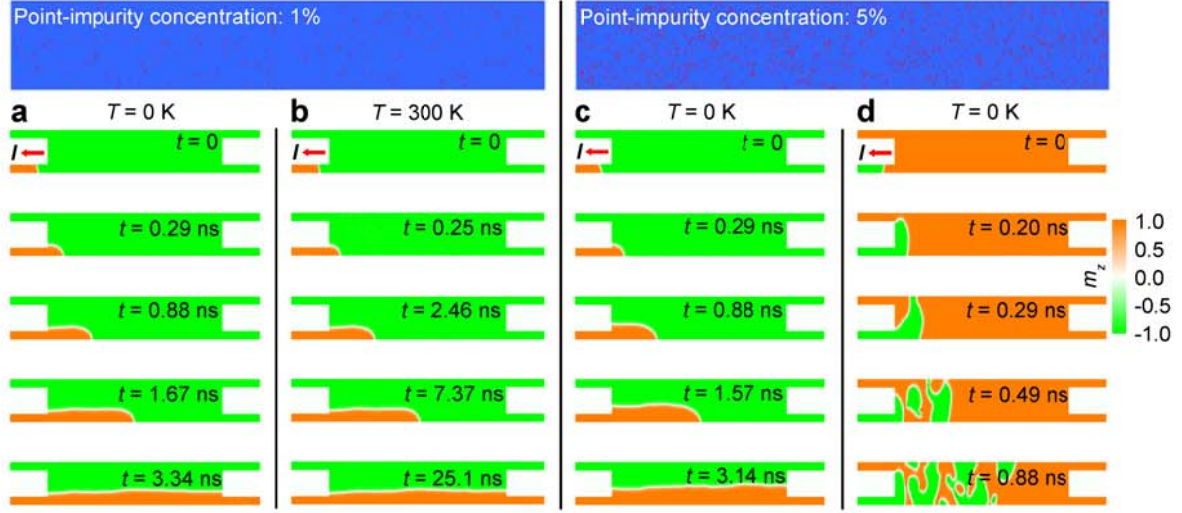 Point-impurity concentration: 1%
Point-impurity concentration: 5%
a T = 0 K
b T = 300 K
c T = 0 K
d T = 0 K
I t = 0
I t = 0
I t = 0
I t = 0
t = 0.29 ns
t = 0.25 ns
t = 0.29 ns
t = 0.20 ns
t = 0.88 ns
t = 2.46 ns
t = 0.88 ns
t = 0.29 ns
t = 1.67 ns
t = 7.37 ns
t = 1.57 ns
t = 0.49 ns
t = 3.34 ns
t = 25.1 ns
t = 3.14 ns
t = 0.88 ns
1.0
0.5
0.0
-0.5
-1.0
m_z